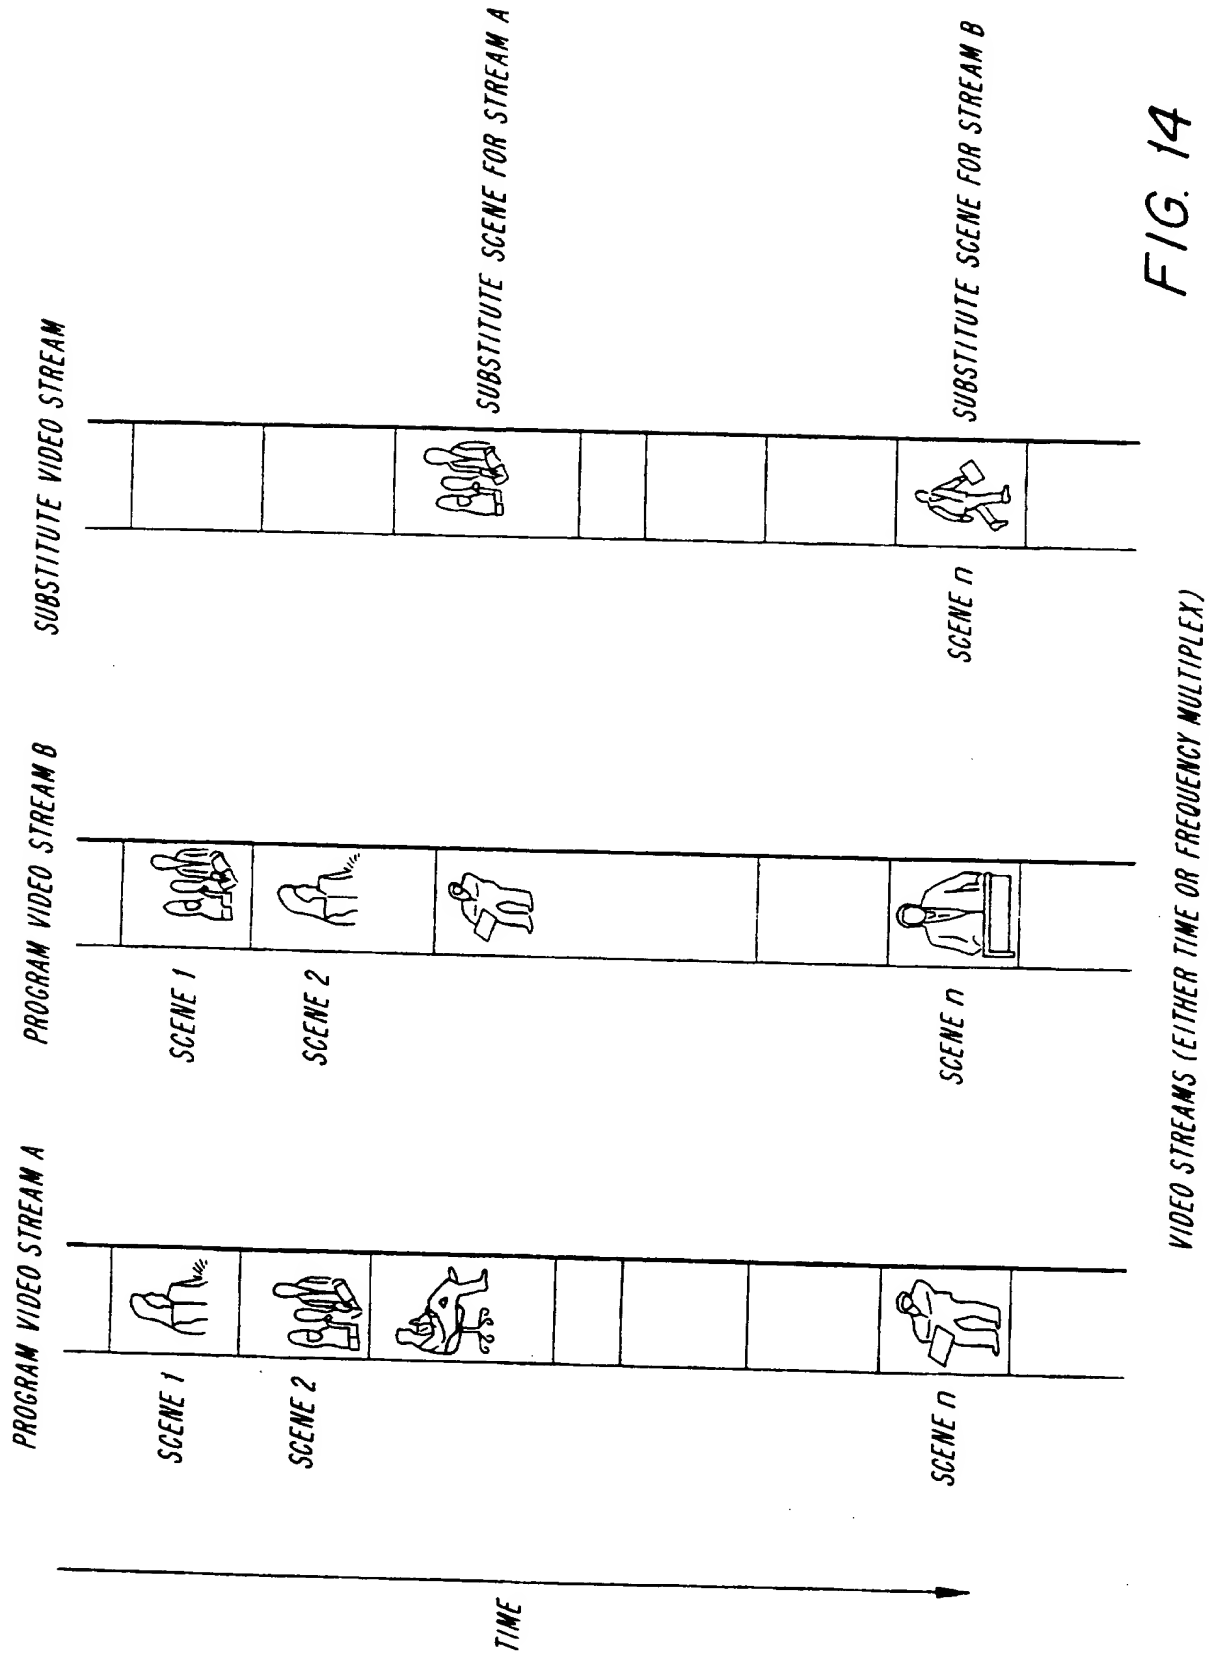 PROGRAM VIDEO STREAM A
PROGRAM VIDEO STREAM B
SUBSTITUTE VIDEO STREAM
SCENE 1
SCENE 2
SCENE n
SCENE 1
SCENE 2
SCENE n
SCENE n
SUBSTITUTE SCENE FOR STREAM A
SUBSTITUTE SCENE FOR STREAM B
TIME
VIDEO STREAMS (EITHER TIME OR FREQUENCY MULTIPLEX)
FIG. 14